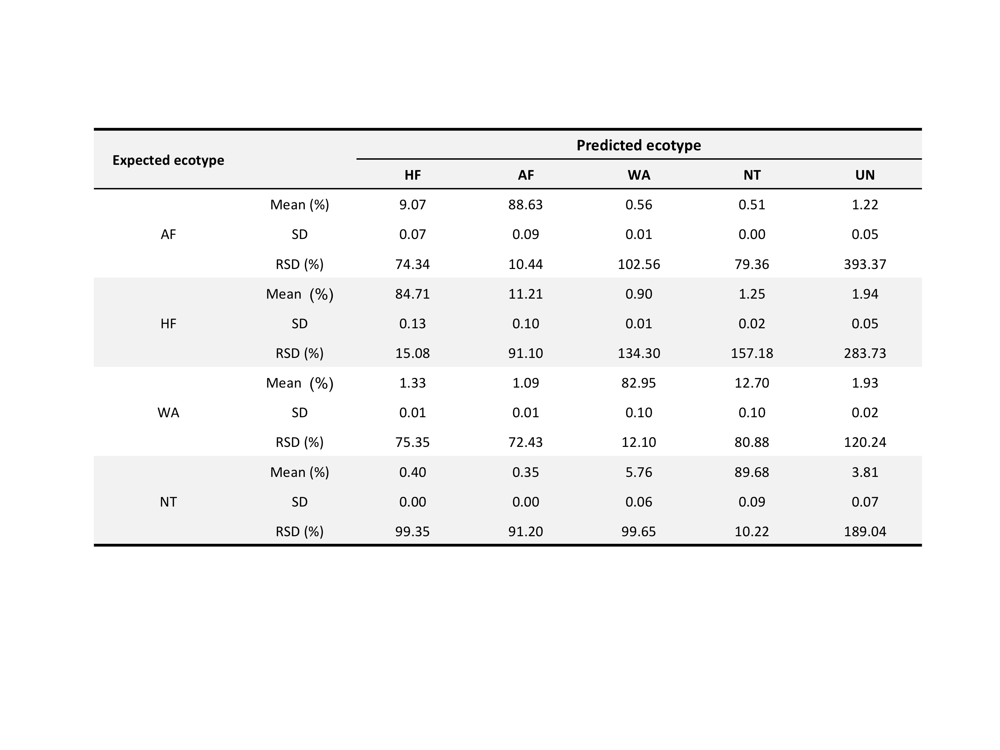 Predicted ecotype
Expected ecotype
HF AF WA NT UN
Mean (%) 9.07 88.63 0.56 0.51 1.22
AF SD 0.07 0.09 0.01 0.00 0.05
RSD (%) 74.34 10.44 102.56 79.36 393.37
Mean (%) 84.71 11.21 0.90 1.25 1.94
HF SD 0.13 0.10 0.01 0.02 0.05
RSD (%) 15.08 91.10 134.30 157.18 283.73
Mean (%) 1.33 1.09 82.95 12.70 1.93
WA SD 0.01 0.01 0.10 0.10 0.02
RSD (%) 75.35 72.43 12.10 80.88 120.24
Mean (%) 0.40 0.35 5.76 89.68 3.81
NT SD 0.00 0.00 0.06 0.09 0.07
RSD (%) 99.35 91.20 99.65 10.22 189.04